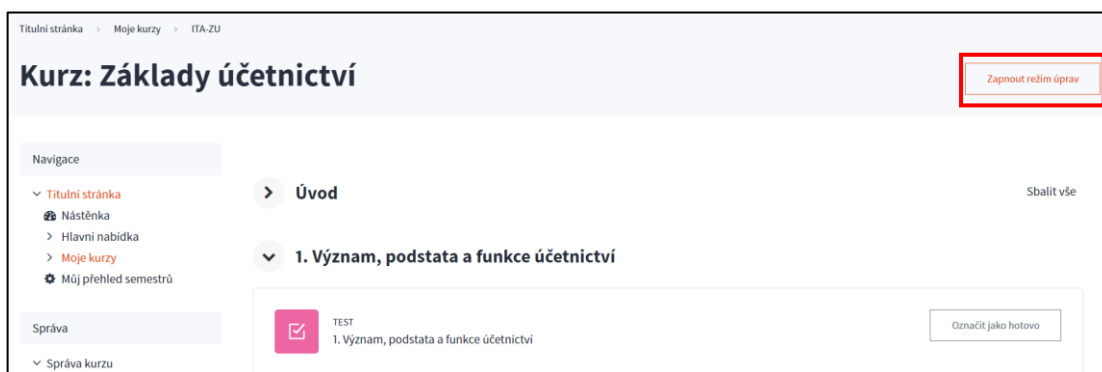 Titulní stránka > Moje kurzy > ITA-ZU
Kurz: Základy účetnictví
Zapnout režim úprav
Navigace
Titulní stránka
Nástěnka
Hlavní nabídka
Moje kurzy
Můj přehled semestrů
Správa
Správa kurzu
Úvod
Sbalit vše
1. Význam, podstata a funkce účetnictví
TEST
1. Význam, podstata a funkce účetnictví
Označit jako hotovo